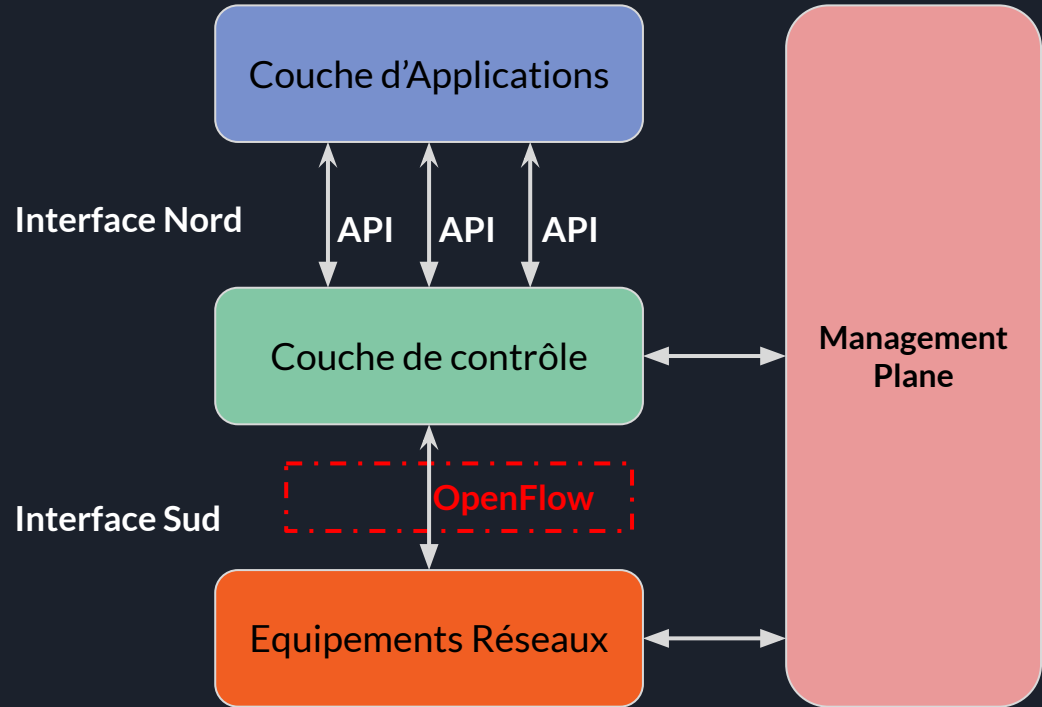 Couche d’Applications
Interface Nord
API
API
API
Couche de contrôle
Management
Plane
OpenFlow
Interface Sud
Equipements Réseaux